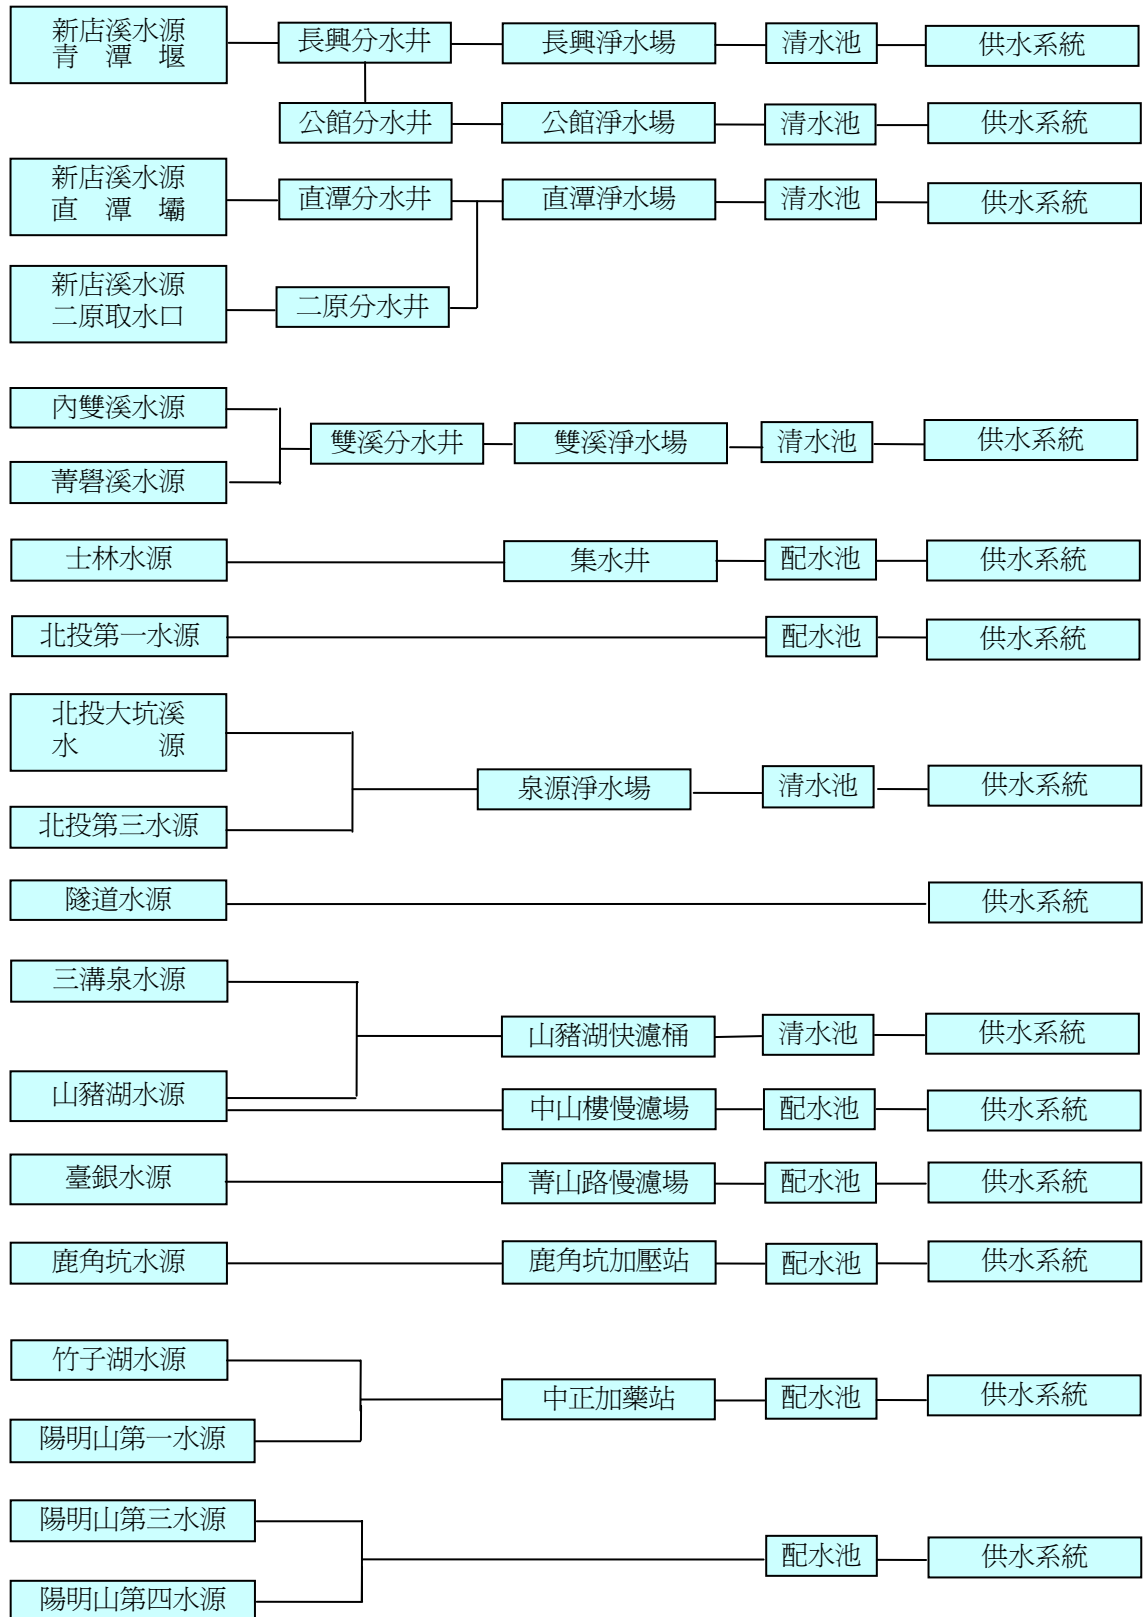 新店溪水源
青潭堰
長興分水井
長興淨水場
清水池
供水系統
公館分水井
公館淨水場
清水池
供水系統
新店溪水源
直潭壩
直潭分水井
直潭淨水場
清水池
供水系統
新店溪水源
二原取水口
二原分水井
內雙溪水源
菁礐溪水源
雙溪分水井
雙溪淨水場
清水池
供水系統
士林水源
集水井
配水池
供水系統
北投第一水源
配水池
供水系統
北投大坑溪
水源
北投第三水源
泉源淨水場
清水池
供水系統
隧道水源
供水系統
三溝泉水源
山豬湖水源
山豬湖快濾桶
清水池
供水系統
中山樓慢濾場
配水池
供水系統
臺銀水源
菁山路慢濾場
配水池
供水系統
鹿角坑水源
鹿角坑加壓站
配水池
供水系統
竹子湖水源
陽明山第一水源
中正加藥站
配水池
供水系統
陽明山第三水源
陽明山第四水源
配水池
供水系統